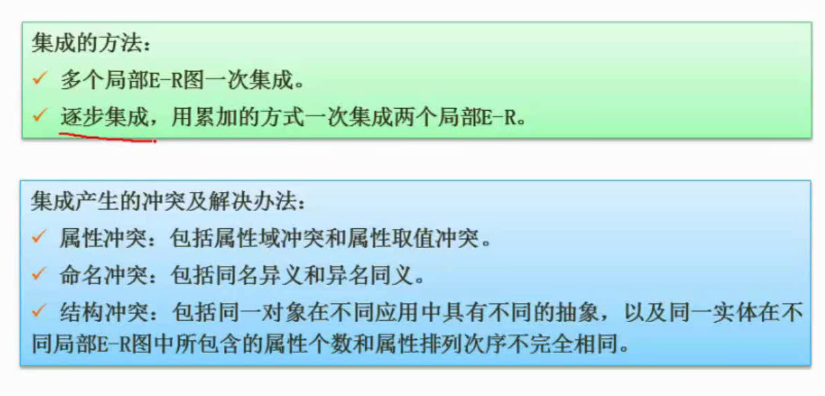 集成的方法：
✓ 多个局部E-R图一次集成。
✓ 逐步集成，用累加的方式一次集成两个局部E-R。
集成产生的冲突及解决办法：
✓ 属性冲突：包括属性域冲突和属性取值冲突。
✓ 命名冲突：包括同名异义和异名同义。
✓ 结构冲突：包括同一对象在不同应用中具有不同的抽象，以及同一实体在不
同局部E-R图中所包含的属性个数和属性排列次序不完全相同。